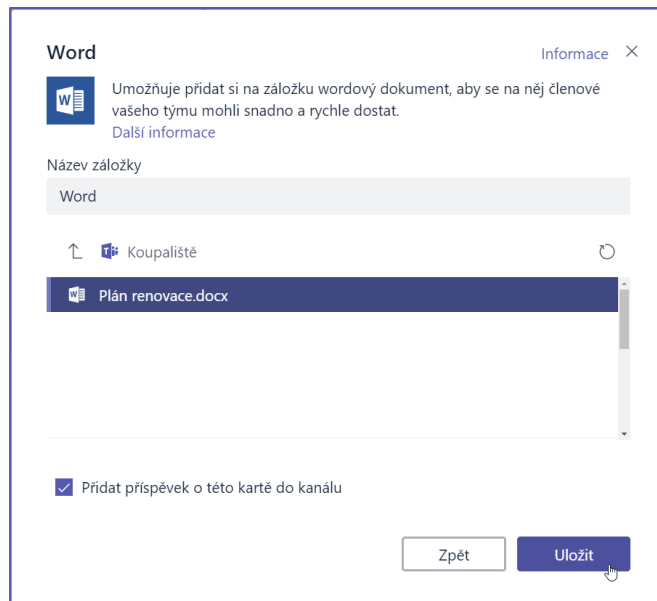 Word
Informace
Umožňuje přidat si na záložku wordový dokument, aby se na něj členové
vašeho týmu mohli snadno a rychle dostat.
Další informace
Název záložky
Word
Koupaliště
Plán renovace.docx
Přidat příspěvek o této kartě do kanálu
Zpět
Uložit